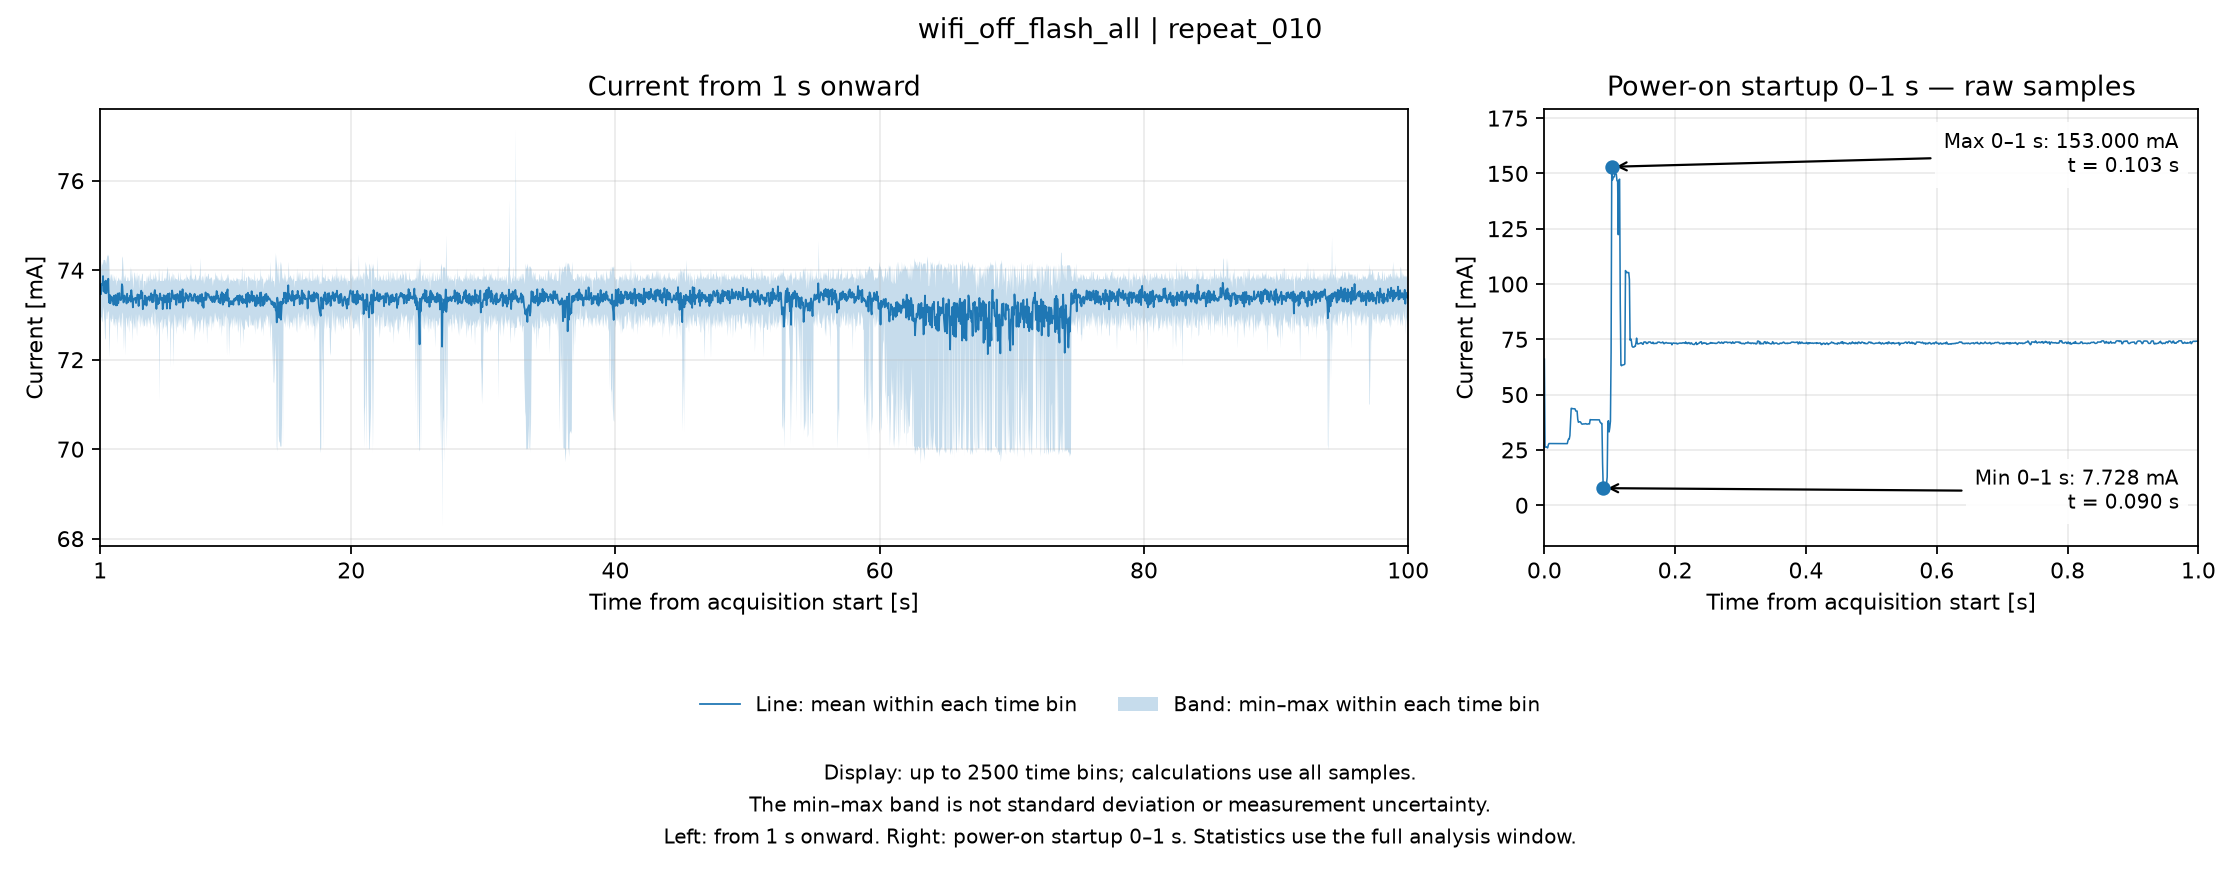 wifi_off_flash_all | repeat_010
Current from 1 s onward
Current [mA]
76
74
72
70
68
1
20
40
60
80
100
Time from acquisition start [s]
Power-on startup 0–1 s — raw samples
Current [mA]
175
150
125
100
75
50
25
0
Max 0–1 s: 153.000 mA
t = 0.103 s
Min 0–1 s: 7.728 mA
t = 0.090 s
0.0
0.2
0.4
0.6
0.8
1.0
Time from acquisition start [s]
Line: mean within each time bin
Band: min–max within each time bin
Display: up to 2500 time bins; calculations use all samples.
The min–max band is not standard deviation or measurement uncertainty.
Left: from 1 s onward. Right: power-on startup 0–1 s. Statistics use the full analysis window.